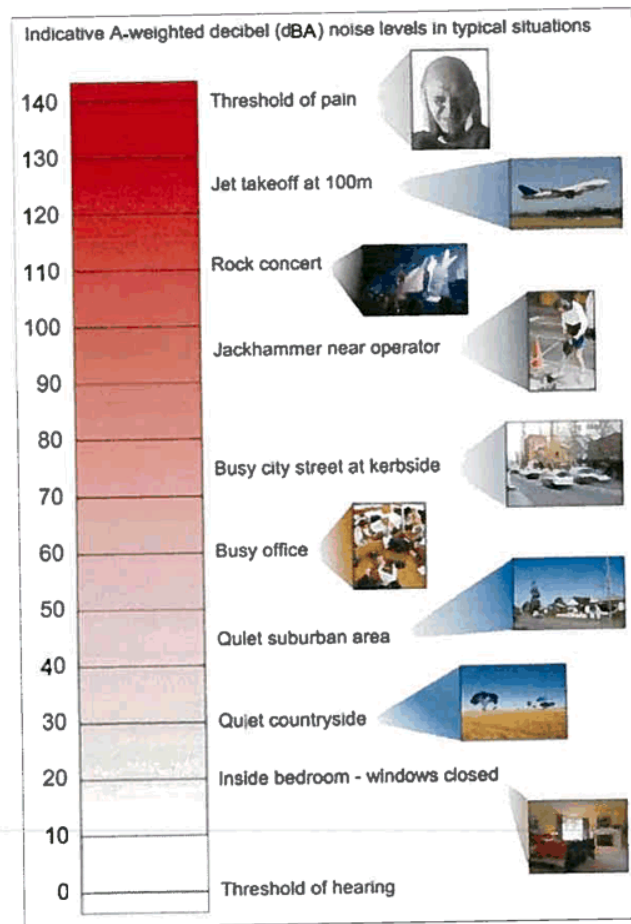 Indicative A-weighted decibel (dBA) noise levels in typical situations
140 Threshold of pain
130
Jet takeoff at 100m
120
110 Rock concert
100
Jackhammer near operator
90
80
Busy city street at kerbside
70
60 Busy office
50
Quiet suburban area
40
30 Quiet countryside
20 Inside bedroom - windows closed
10
0 Threshold of hearing